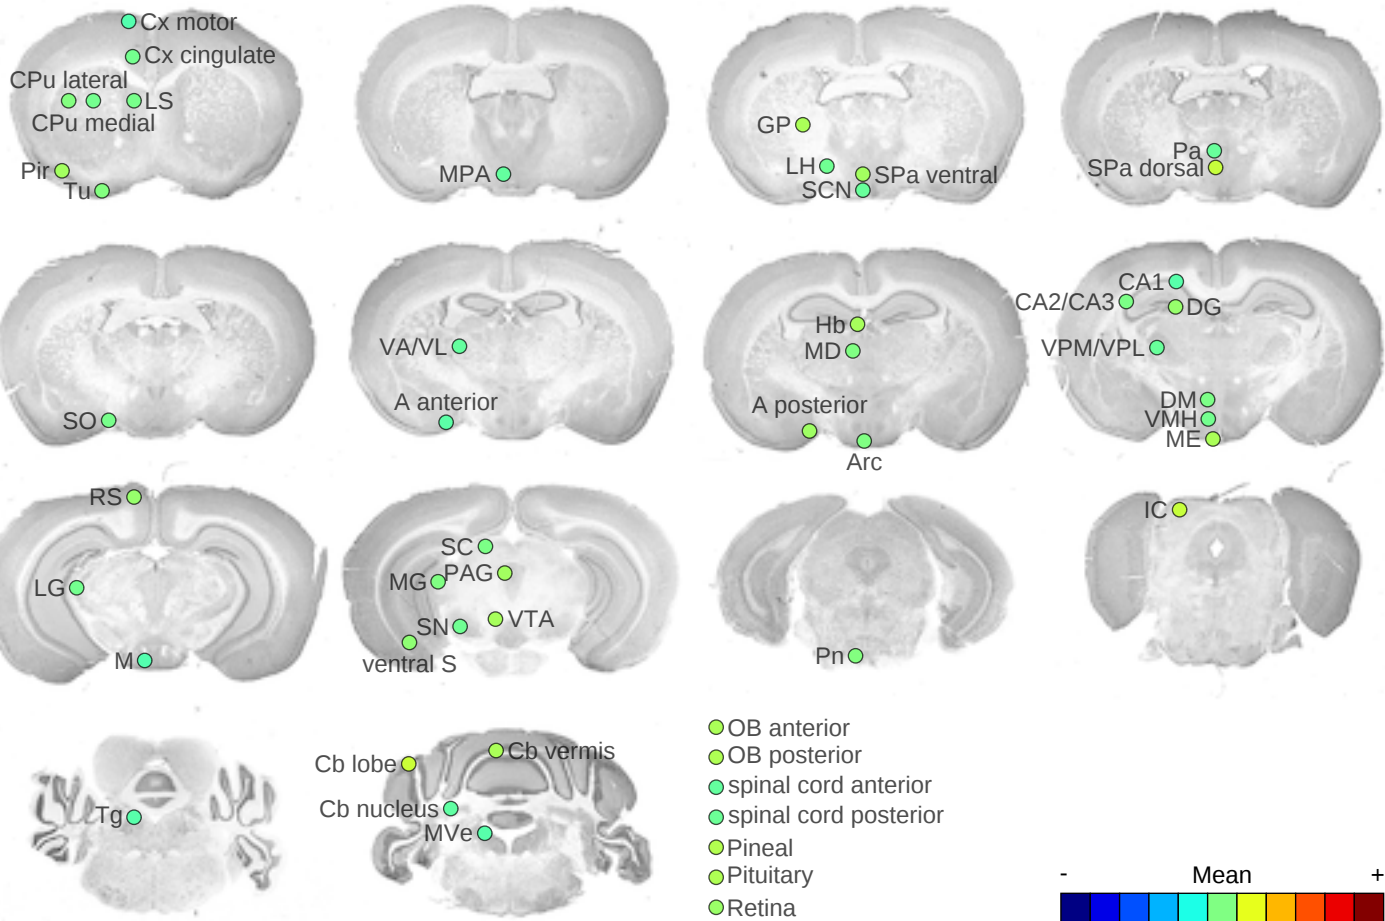 Cx motor
Cx cingulate
CPu lateral
LS
CPu medial
Pir
Tu
MPA
GP
LH
SPa ventral
SCN
Pa
SPa dorsal
SO
VA/VL
A anterior
Hb
MD
A posterior
Arc
CA1
CA2/CA3
DG
VPM/VPL
DM
VMH
ME
RS
LG
M
SC
PAG
MG
VTA
SN
ventral S
Pn
IC
Tg
Cb lobe
Cb vermis
Cb nucleus
MVe
OB anterior
OB posterior
spinal cord anterior
spinal cord posterior
Pineal
Pituitary
Retina
- Mean +